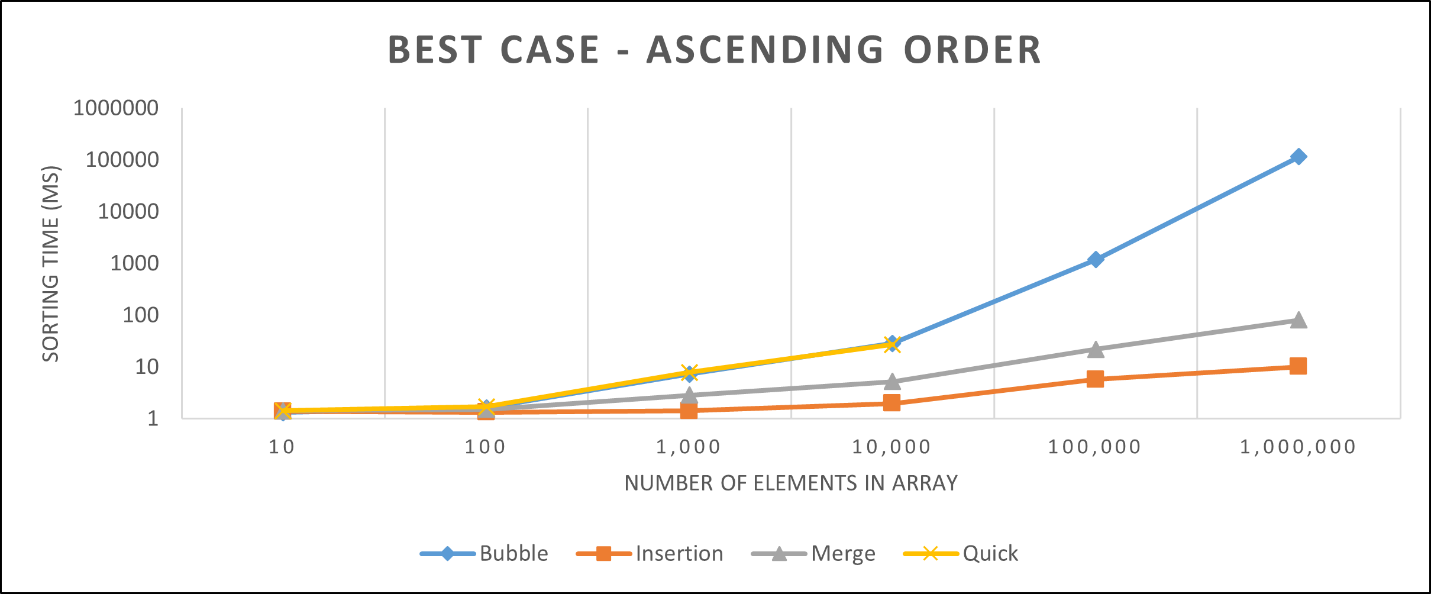 BEST CASE - ASCENDING ORDER
SORTING TIME (MS)
1000000
100000
10000
1000
100
10
1
10 100 1,000 10,000 100,000 1,000,000
NUMBER OF ELEMENTS IN ARRAY
Bubble Insertion Merge Quick